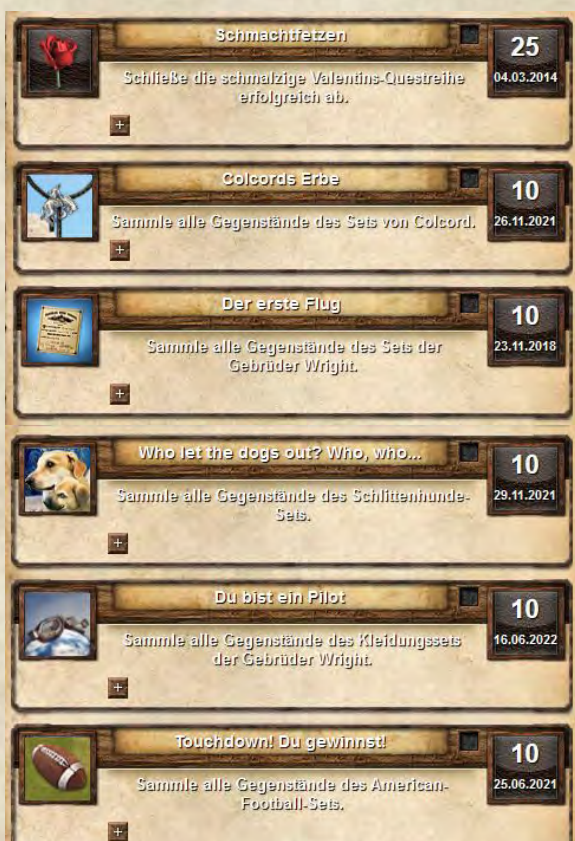 Schmachtfetzen
25
04.03.2014
Schließe die schmalzige Valentins-Questreihe
erfolgreich ab.
Colcords Erbe
10
26.11.2021
Sammle alle Gegenstände des Sets von Colcord.
Der erste Flug
10
23.11.2018
Sammle alle Gegenstände des Sets der
Gebrüder Wright.
Who let the dogs out? Who, who...
10
29.11.2021
Sammle alle Gegenstände des Schlittenhunde-
Sets.
Du bist ein Pilot
10
16.06.2022
Sammle alle Gegenstände des Kleidungssets
der Gebrüder Wright.
Touchdown! Du gewinnst!
10
25.06.2021
Sammle alle Gegenstände des American-
Football-Sets.